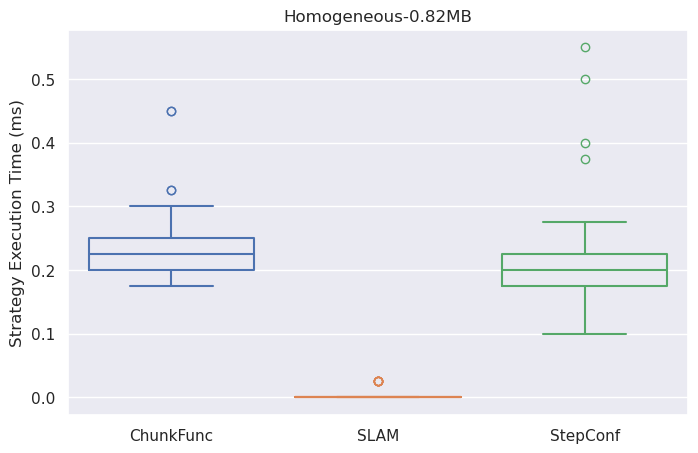 Homogeneous-0.82MB
Strategy Execution Time (ms)
0.5
0.4
0.3
0.2
0.1
0.0
ChunkFunc
SLAM
StepConf